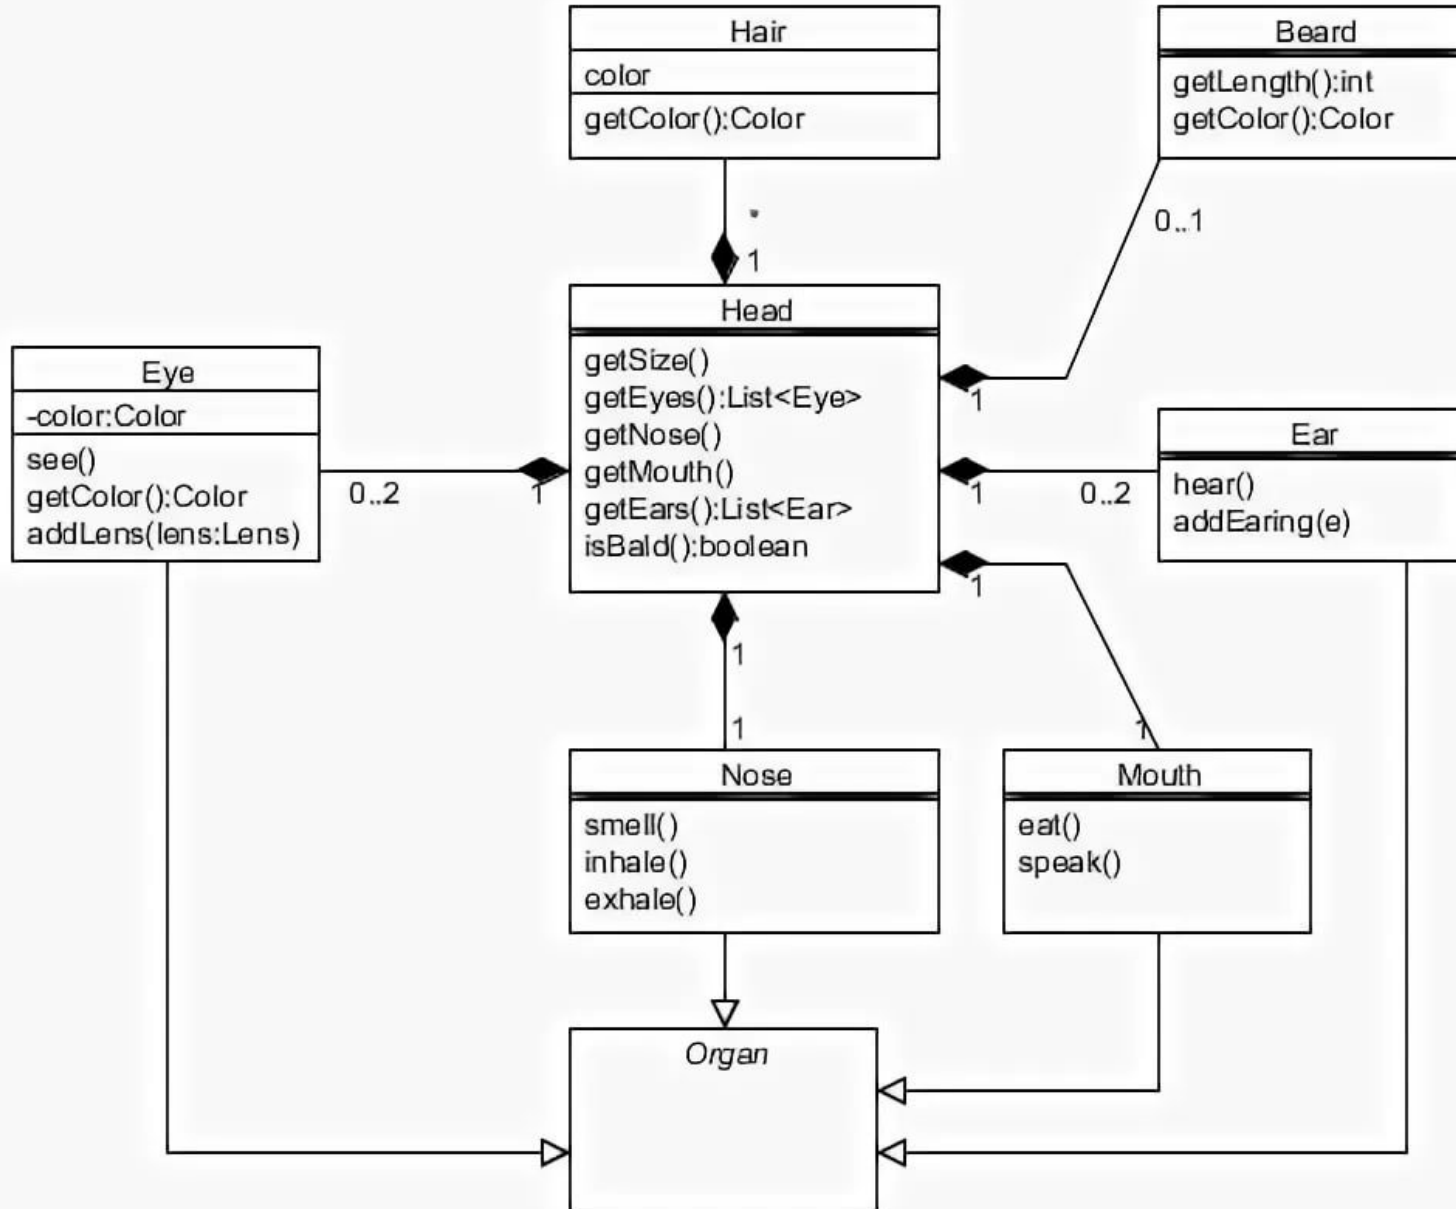 Hair
color
getColor():Color
Beard
getLength():int
getColor():Color
*
1
0..1
Head
getSize()
getEyes():List<Eye>
getNose()
getMouth()
getEars():List<Ear>
isBald():boolean
1
Eye
-color:Color
see()
getColor():Color
addLens(lens:Lens)
0..2
1
1
0..2
Ear
hear()
addEaring(e)
1
1
1
1
Nose
smell()
inhale()
exhale()
Mouth
eat()
speak()
Organ